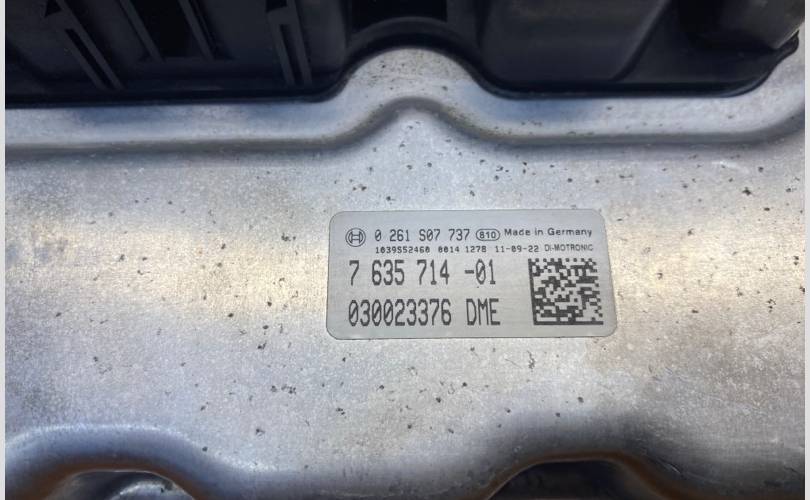 0 261 S07 737 810 Made in Germany
1039S52460 0014 1278 11-09-22 DI-MOTRONIC
7 635 714 -01
030023376 DME